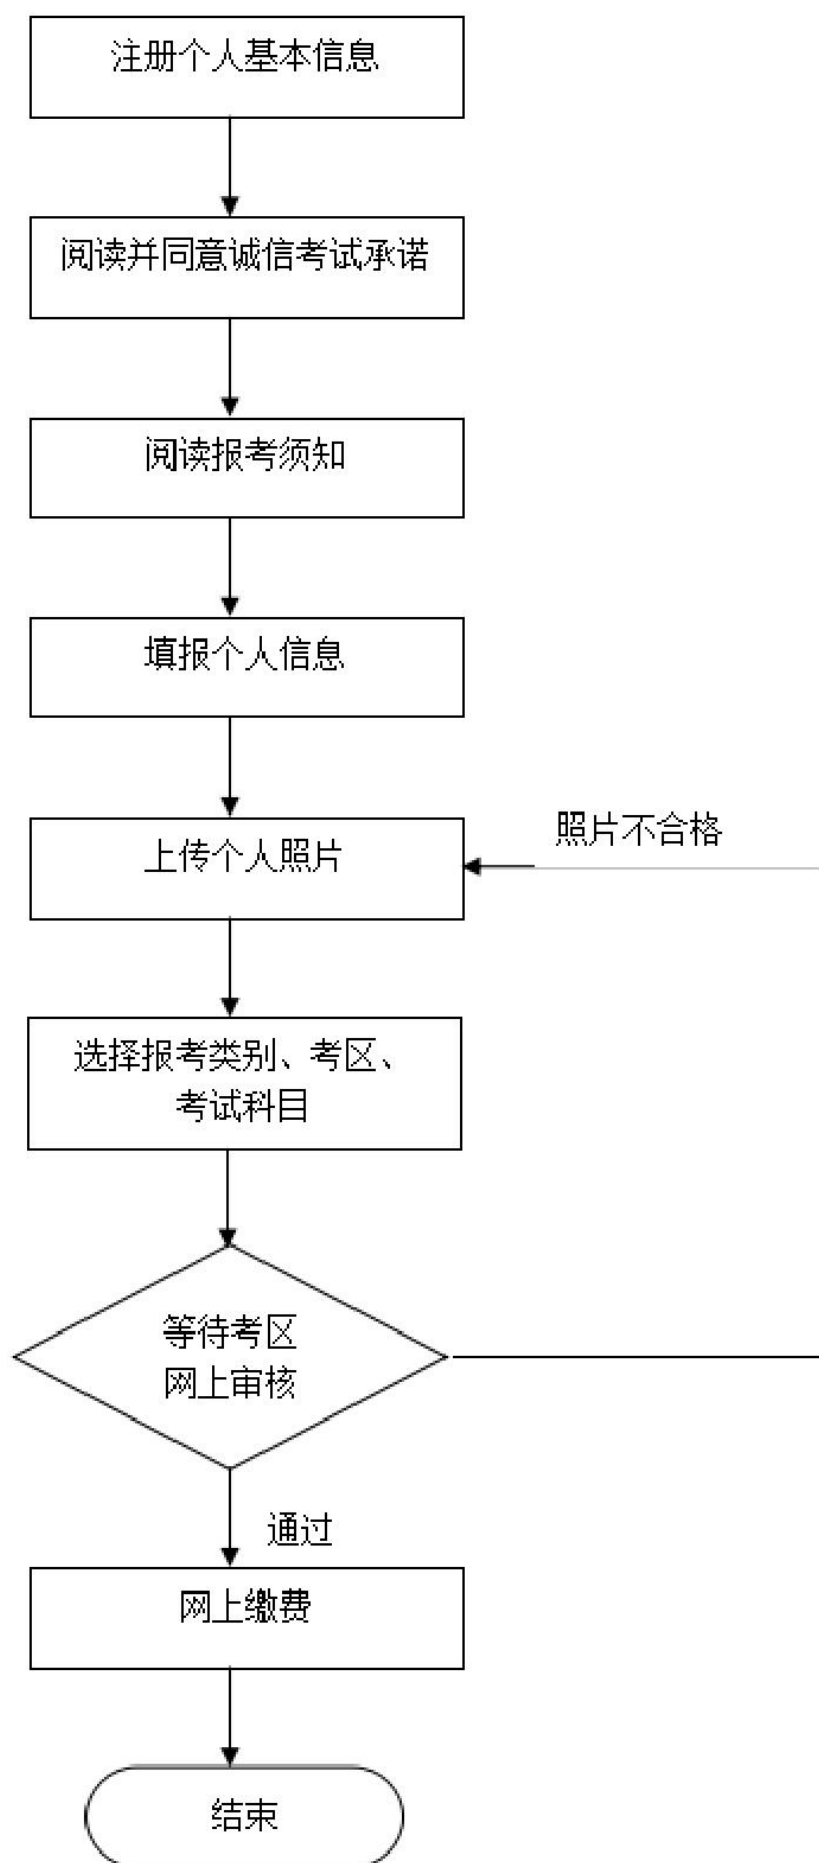 注册个人基本信息
阅读并同意诚信考试承诺
阅读报考须知
填报个人信息
照片不合格
上传个人照片
选择报考类别、考区、
考试科目
等待考区
网上审核
通过
网上缴费
结束